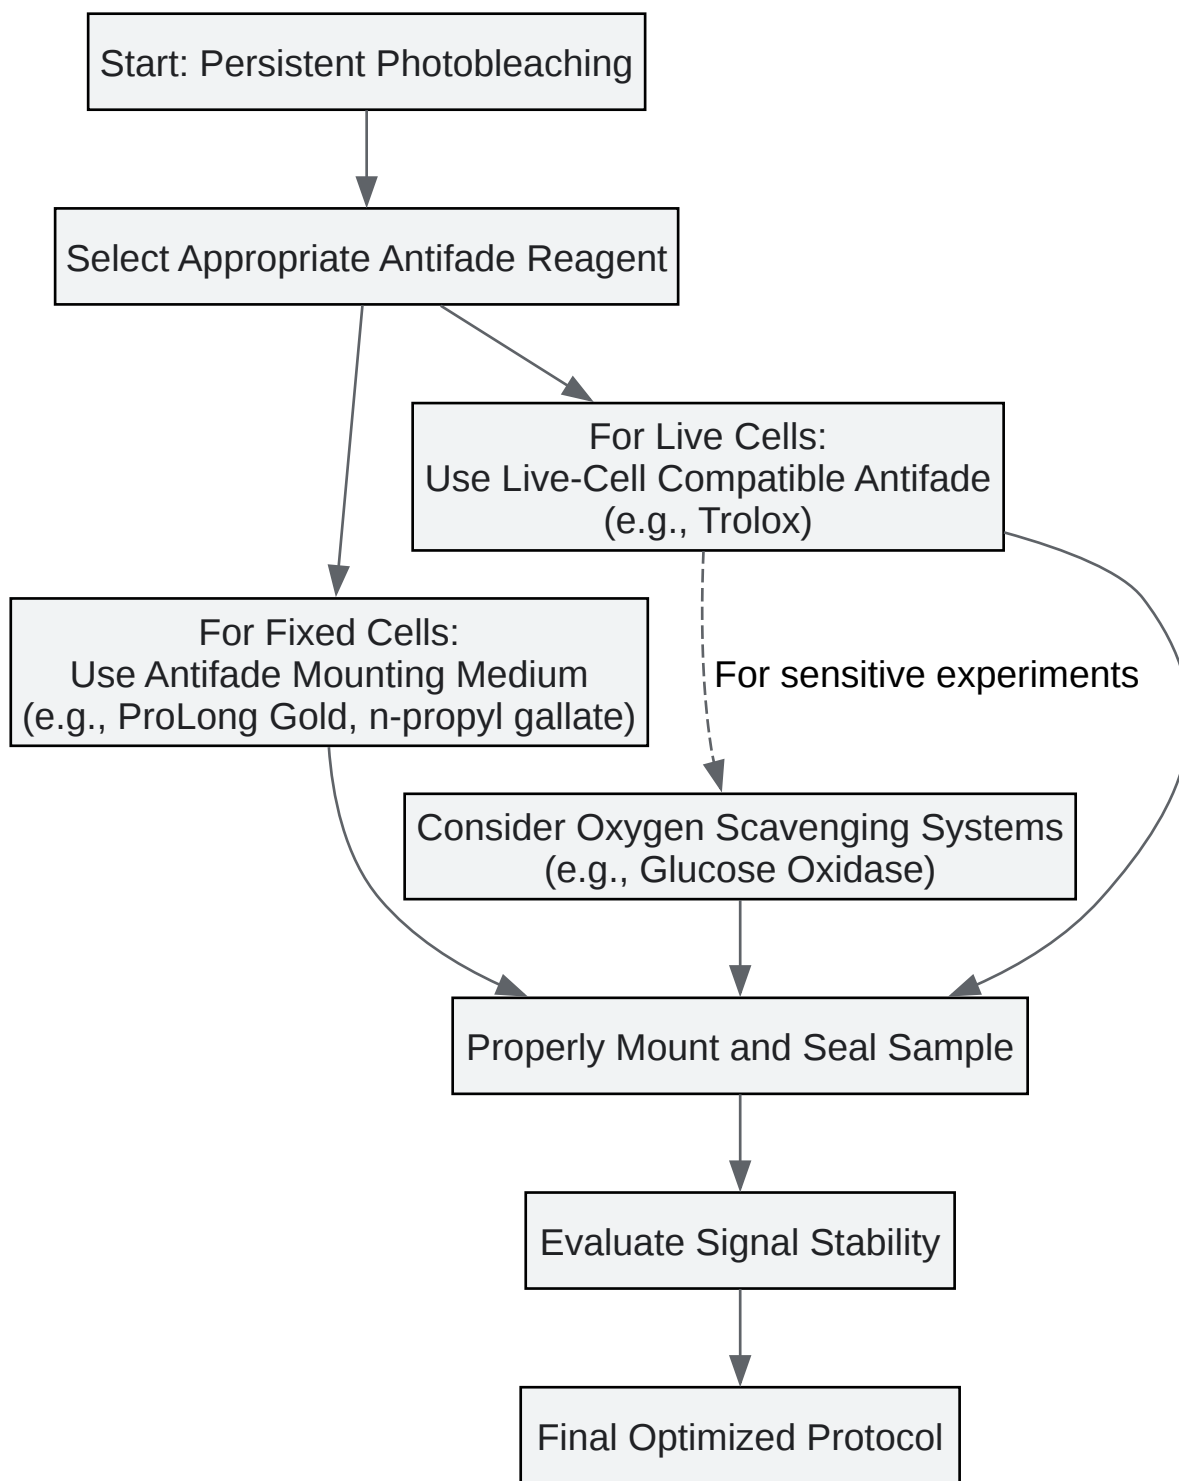 Start: Persistent Photobleaching
Select Appropriate Antifade Reagent
For Live Cells:
Use Live-Cell Compatible Antifade
(e.g., Trolox)
For Fixed Cells:
Use Antifade Mounting Medium
(e.g., ProLong Gold, n-propyl gallate)
For sensitive experiments
Consider Oxygen Scavenging Systems
(e.g., Glucose Oxidase)
Properly Mount and Seal Sample
Evaluate Signal Stability
Final Optimized Protocol